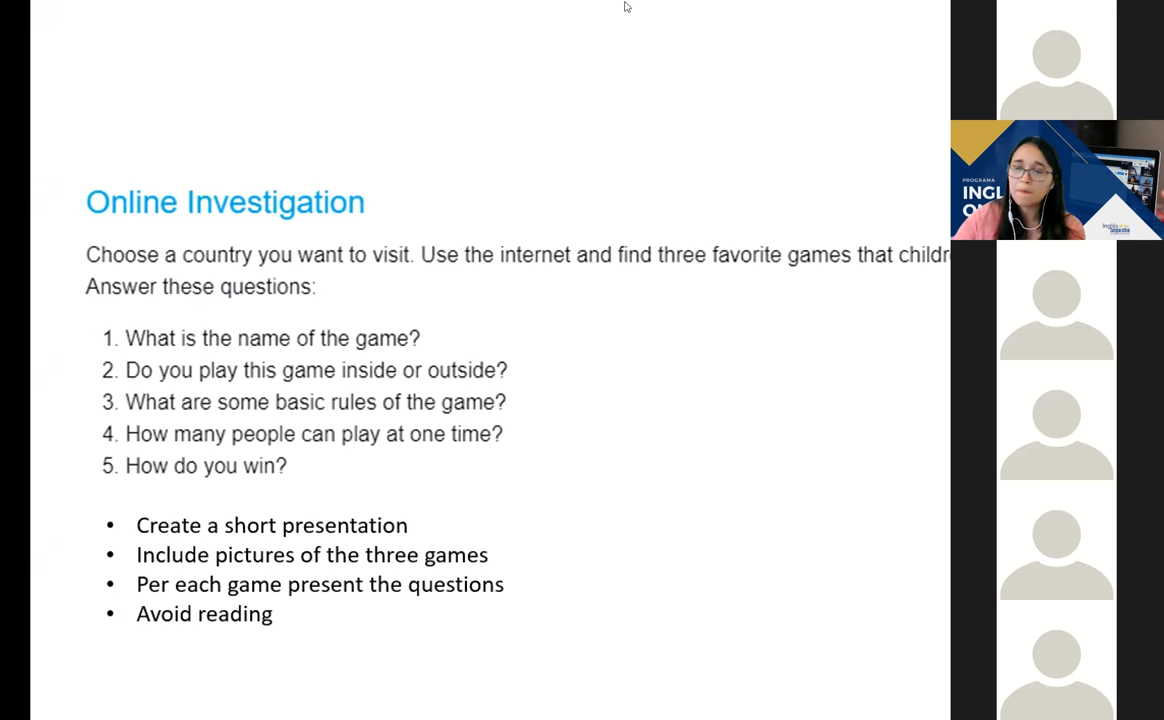 Online Investigation
Choose a country you want to visit. Use the internet and find three favorite games that childr
Answer these questions:
1. What is the name of the game?
2. Do you play this game inside or outside?
3. What are some basic rules of the game?
4. How many people can play at one time?
5. How do you win?
• Create a short presentation
• Include pictures of the three games
• Per each game present the questions
• Avoid reading
PROGRAMA
INGL